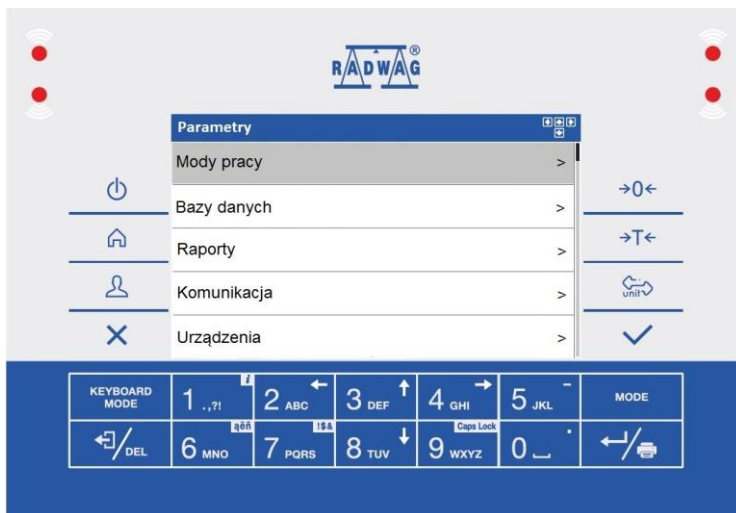 RADWAG®
Parametry
Mody pracy >
Bazy danych >
Raporty >
Komunikacja >
Urządzenia >
→0←
→T←
unit
KEYBOARD
MODE
1 .,?! i
2 ABC ←
3 DEF ↑
4 GHI →
5 JKL -
MODE
DEL
6 MNO ąëñ
7 PQRS !$&
8 TUV ↓
9 WXYZ Caps Lock
0 .